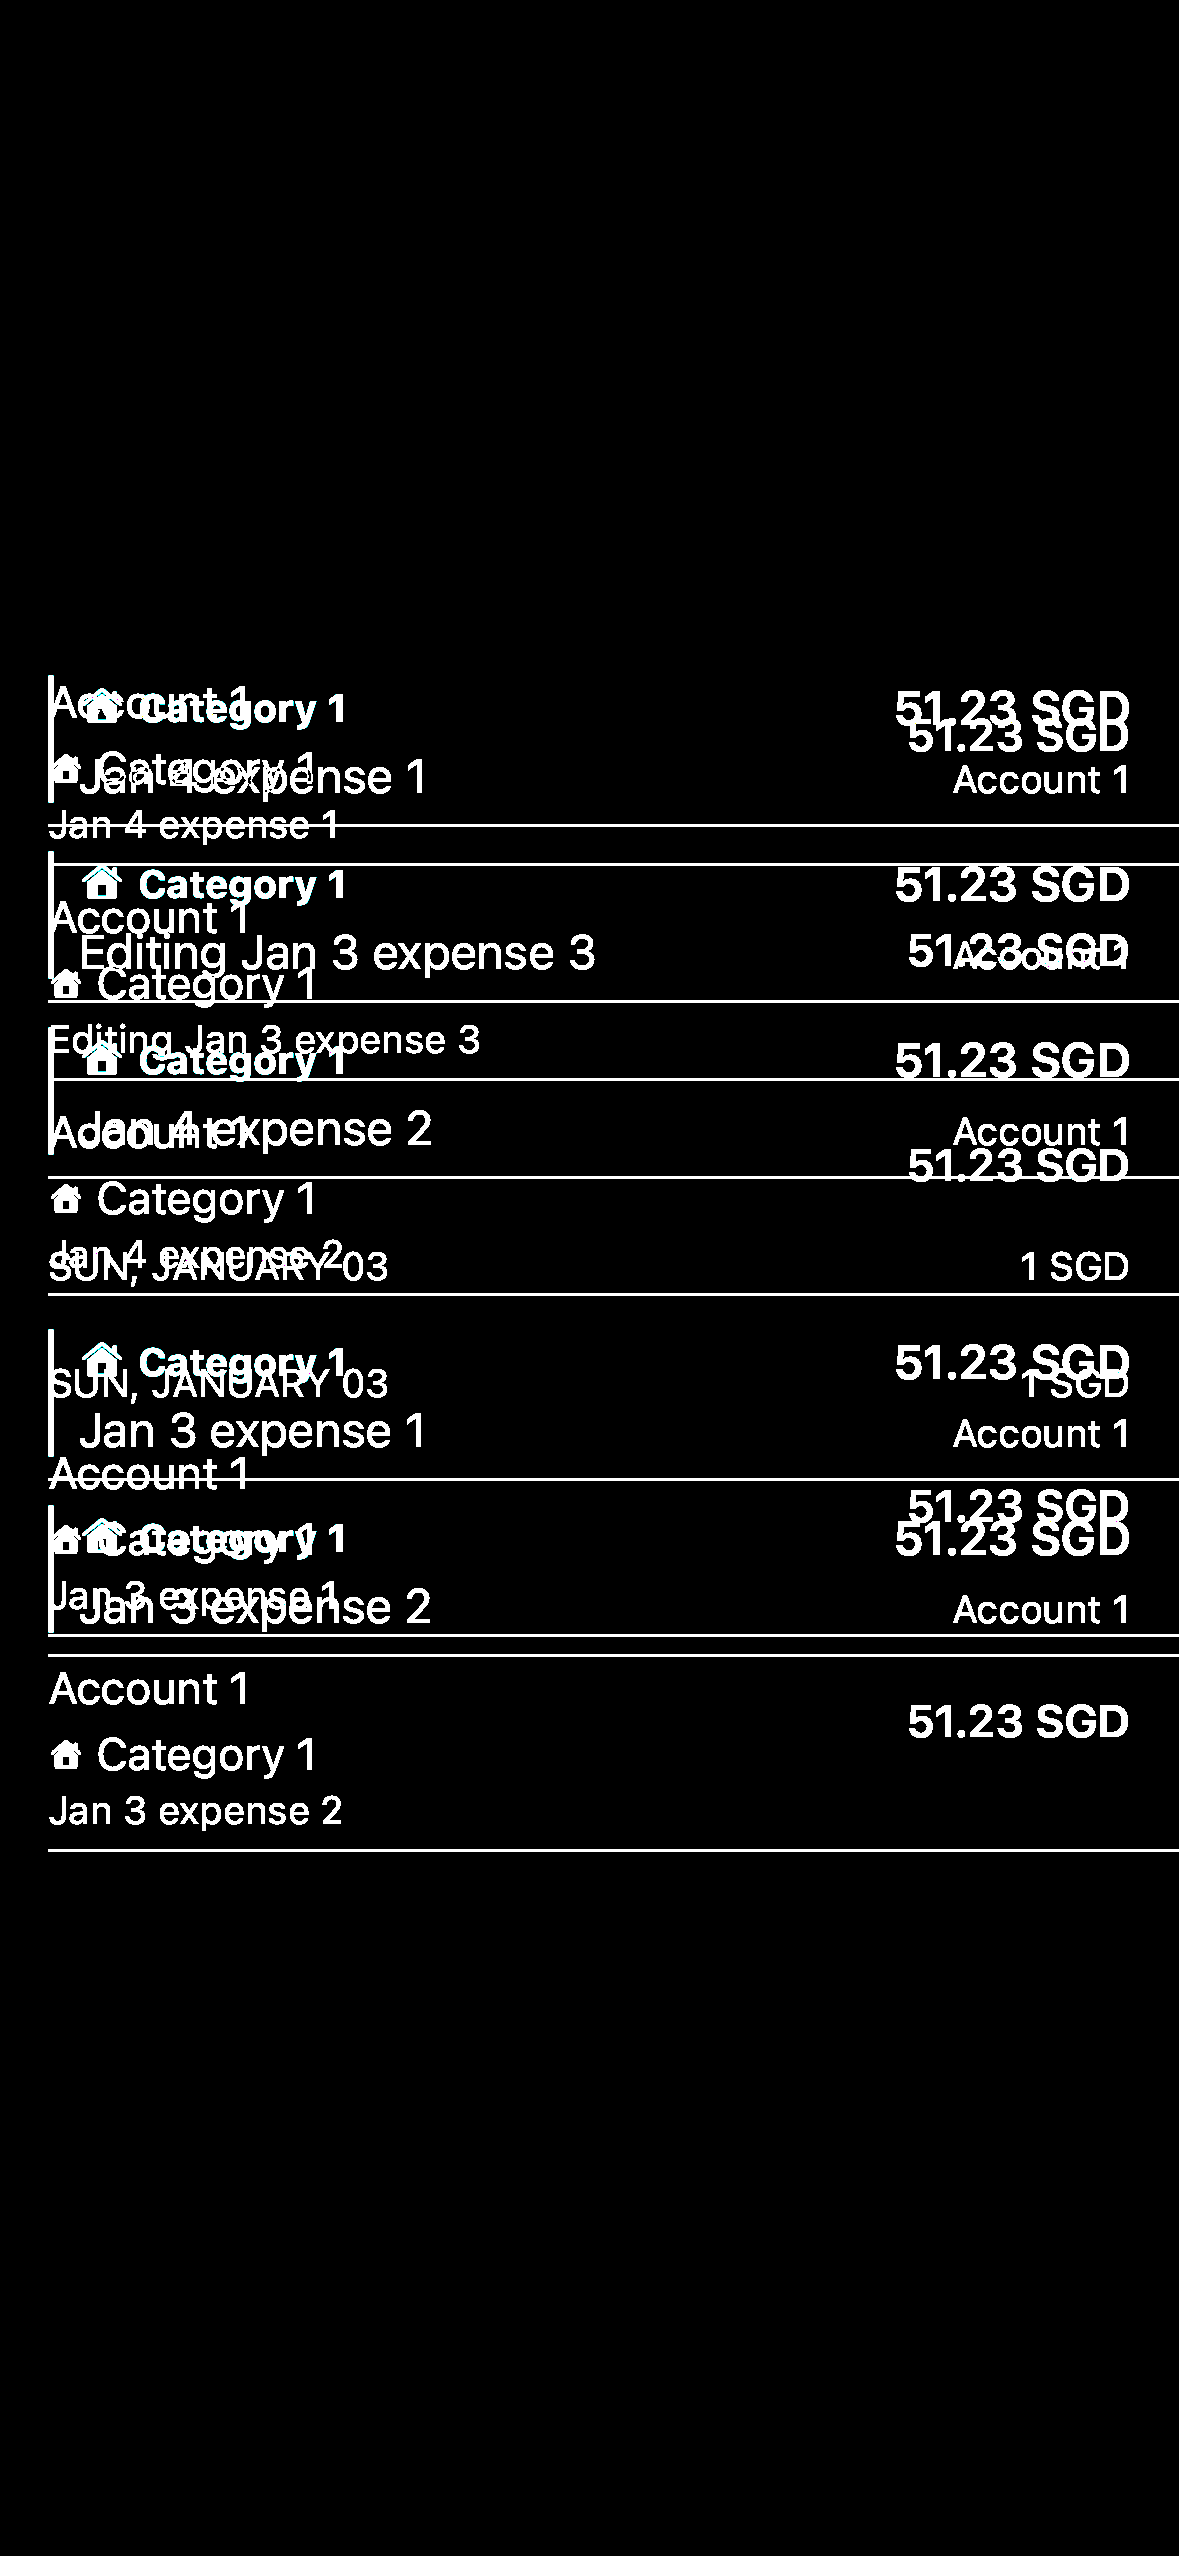 Account 1
Category 1 51.23 SGD
51.23 SGD
Category 1
Jan 4 expense 1 Account 1
Jan 4 expense 1
Category 1 51.23 SGD
Account 1
Editing Jan 3 expense 3 51.23 SGD
Account 1
Category 1
Editing Jan 3 expense 3
Category 1 51.23 SGD
Jan 4 expense 2 Account 1
Account 1
51.23 SGD
Category 1
Jan 4 expense 2
SUN, JANUARY 03 1 SGD
Category 1 51.23 SGD
SUN, JANUARY 03 1 SGD
Jan 3 expense 1 Account 1
Account 1
51.23 SGD
Category 1 51.23 SGD
Category 1
Jan 3 expense 1
Jan 3 expense 2 Account 1
Account 1
51.23 SGD
Category 1
Jan 3 expense 2